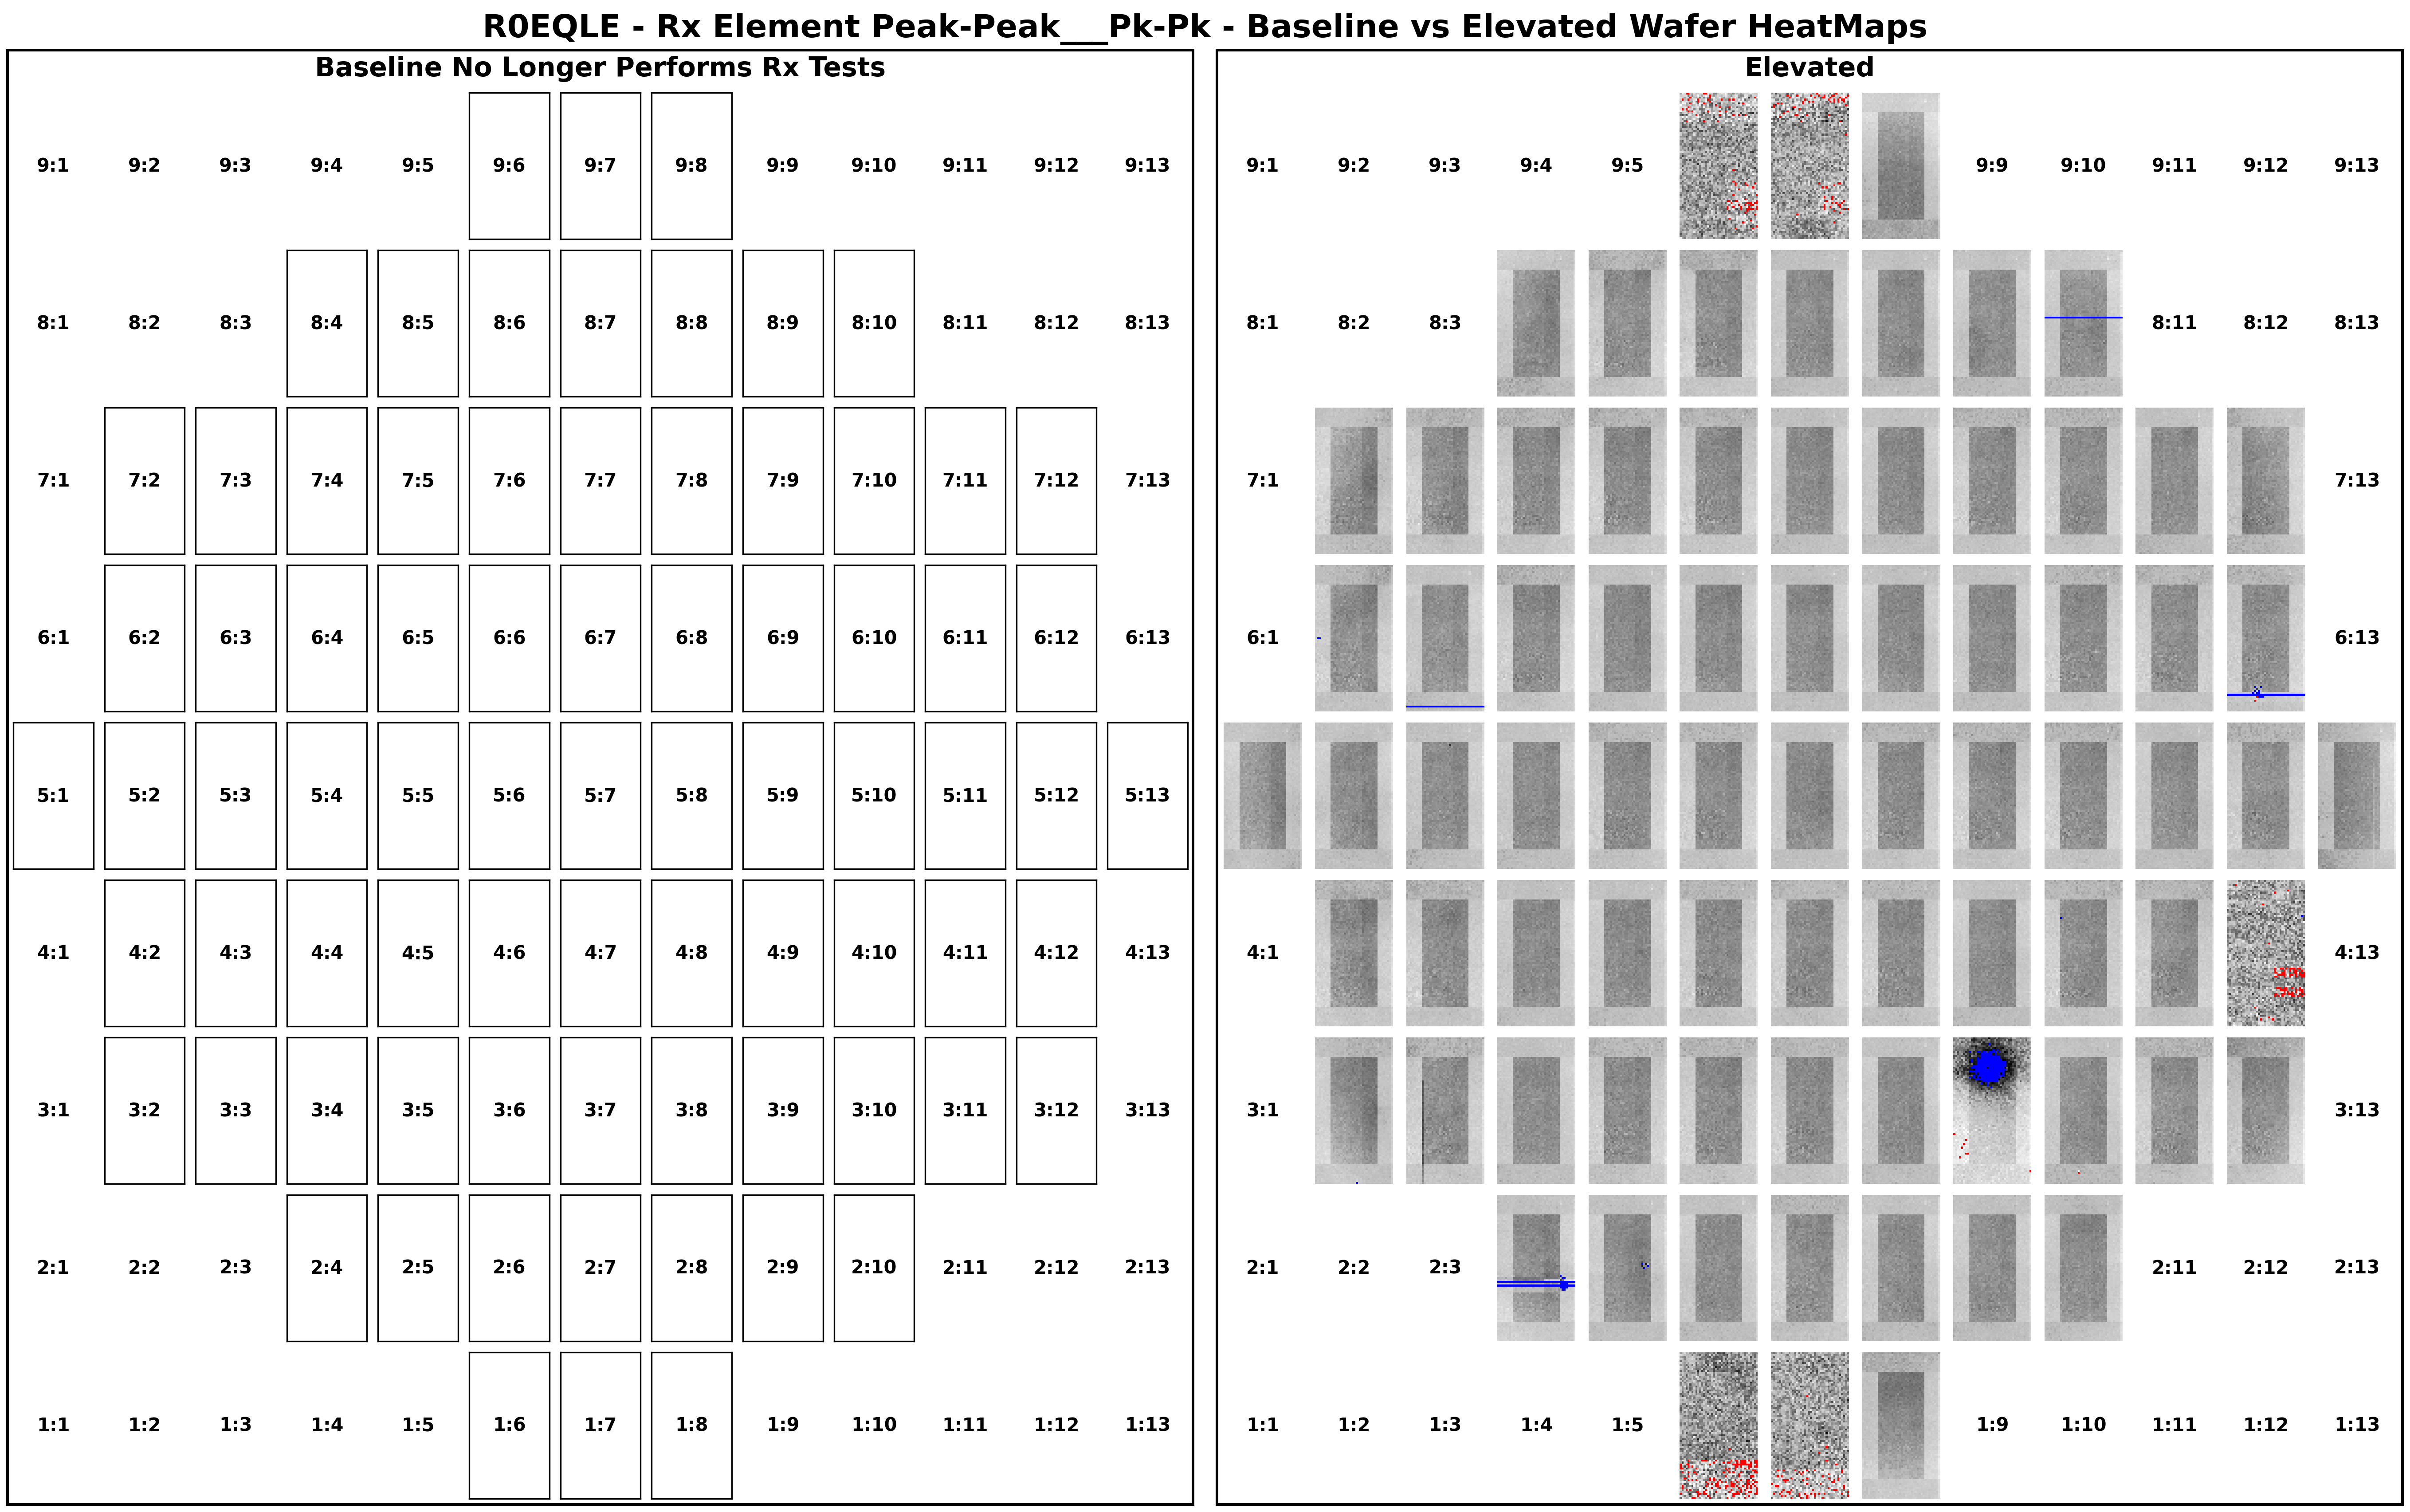 R0EQLE - Rx Element Peak-Peak___Pk-Pk - Baseline vs Elevated Wafer HeatMaps
Baseline No Longer Performs Rx Tests
9:1 9:2 9:3 9:4 9:5 9:6 9:7 9:8 9:9 9:10 9:11 9:12 9:13
8:1 8:2 8:3 8:4 8:5 8:6 8:7 8:8 8:9 8:10 8:11 8:12 8:13
7:1 7:2 7:3 7:4 7:5 7:6 7:7 7:8 7:9 7:10 7:11 7:12 7:13
6:1 6:2 6:3 6:4 6:5 6:6 6:7 6:8 6:9 6:10 6:11 6:12 6:13
5:1 5:2 5:3 5:4 5:5 5:6 5:7 5:8 5:9 5:10 5:11 5:12 5:13
4:1 4:2 4:3 4:4 4:5 4:6 4:7 4:8 4:9 4:10 4:11 4:12 4:13
3:1 3:2 3:3 3:4 3:5 3:6 3:7 3:8 3:9 3:10 3:11 3:12 3:13
2:1 2:2 2:3 2:4 2:5 2:6 2:7 2:8 2:9 2:10 2:11 2:12 2:13
1:1 1:2 1:3 1:4 1:5 1:6 1:7 1:8 1:9 1:10 1:11 1:12 1:13
Elevated
9:1 9:2 9:3 9:4 9:5 9:9 9:10 9:11 9:12 9:13
8:1 8:2 8:3 8:11 8:12 8:13
7:1 7:13
6:1 6:13
4:1 4:13
3:1 3:13
2:1 2:2 2:3 2:11 2:12 2:13
1:1 1:2 1:3 1:4 1:5 1:9 1:10 1:11 1:12 1:13